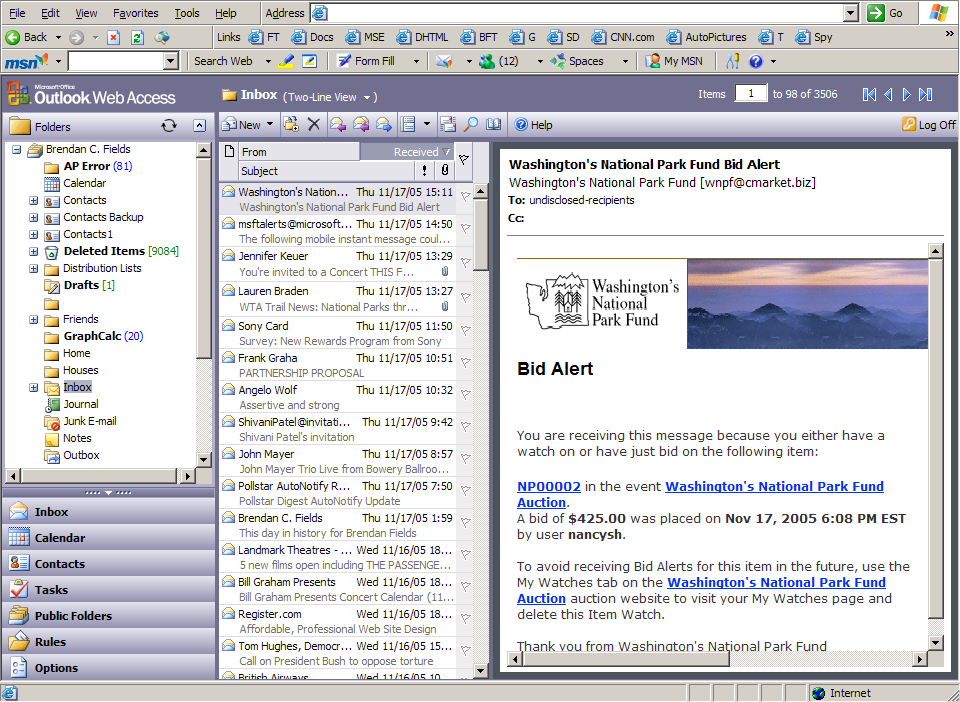 File Edit View Favorites Tools Help Address Go
Back Links FT Docs MSE DHTML BFT G SD CNN.com AutoPictures T Spy
msn Search Web Form Fill (12) Spaces My MSN
Microsoft Office
Outlook Web Access
Inbox (Two-Line View)
Items 1 to 98 of 3506
Folders
New Help Log Off
Brendan C. Fields
AP Error (81)
Calendar
Contacts
Contacts Backup
Contacts1
Deleted Items [9084]
Distribution Lists
Drafts [1]
Friends
GraphCalc (20)
Home
Houses
Inbox
Journal
Junk E-mail
Notes
Outbox
Inbox
Calendar
Contacts
Tasks
Public Folders
Rules
Options
From Received
Subject
Washington's Nation... Thu 11/17/05 15:11
Washington's National Park Fund Bid Alert
msftalerts@microsoft... Thu 11/17/05 14:50
The following mobile instant message coul...
Jennifer Keuer Thu 11/17/05 13:29
You're invited to a Concert THIS F...
Lauren Braden Thu 11/17/05 13:27
WTA Trail News: National Parks thr...
Sony Card Thu 11/17/05 11:50
Survey: New Rewards Program from Sony
Frank Graha Thu 11/17/05 10:51
PARTNERSHIP PROPOSAL
Angelo Wolf Thu 11/17/05 10:32
Assertive and strong
ShivaniPatel@invitati... Thu 11/17/05 9:42
Shivani Patel's invitation
John Mayer Thu 11/17/05 8:57
John Mayer Trio Live from Bowery Ballroo...
Pollstar AutoNotify R... Thu 11/17/05 7:50
Pollstar Digest AutoNotify Update
Brendan C. Fields Thu 11/17/05 1:59
This day in history for Brendan Fields
Landmark Theatres - ... Wed 11/16/05 18...
5 new films open including THE PASSENGE...
Bill Graham Presents Wed 11/16/05 18...
Bill Graham Presents Concert Calendar (11...
Register.com Wed 11/16/05 18...
Affordable, Professional Web Site Design
Tom Hughes, Democr... Wed 11/16/05 15...
Call on President Bush to oppose torture
British Airways Wed 11/16/05 10...
Washington's National Park Fund Bid Alert
Washington's National Park Fund [wnpf@cmarket.biz]
To: undisclosed-recipients
Cc:
Washington's
National
Park Fund
Bid Alert
You are receiving this message because you either have a
watch on or have just bid on the following item:
NP00002 in the event Washington's National Park Fund
Auction.
A bid of $425.00 was placed on Nov 17, 2005 6:08 PM EST
by user nancysh.
To avoid receiving Bid Alerts for this item in the future, use the
My Watches tab on the Washington's National Park Fund
Auction auction website to visit your My Watches page and
delete this Item Watch.
Thank you from Washington's National Park Fund
Internet